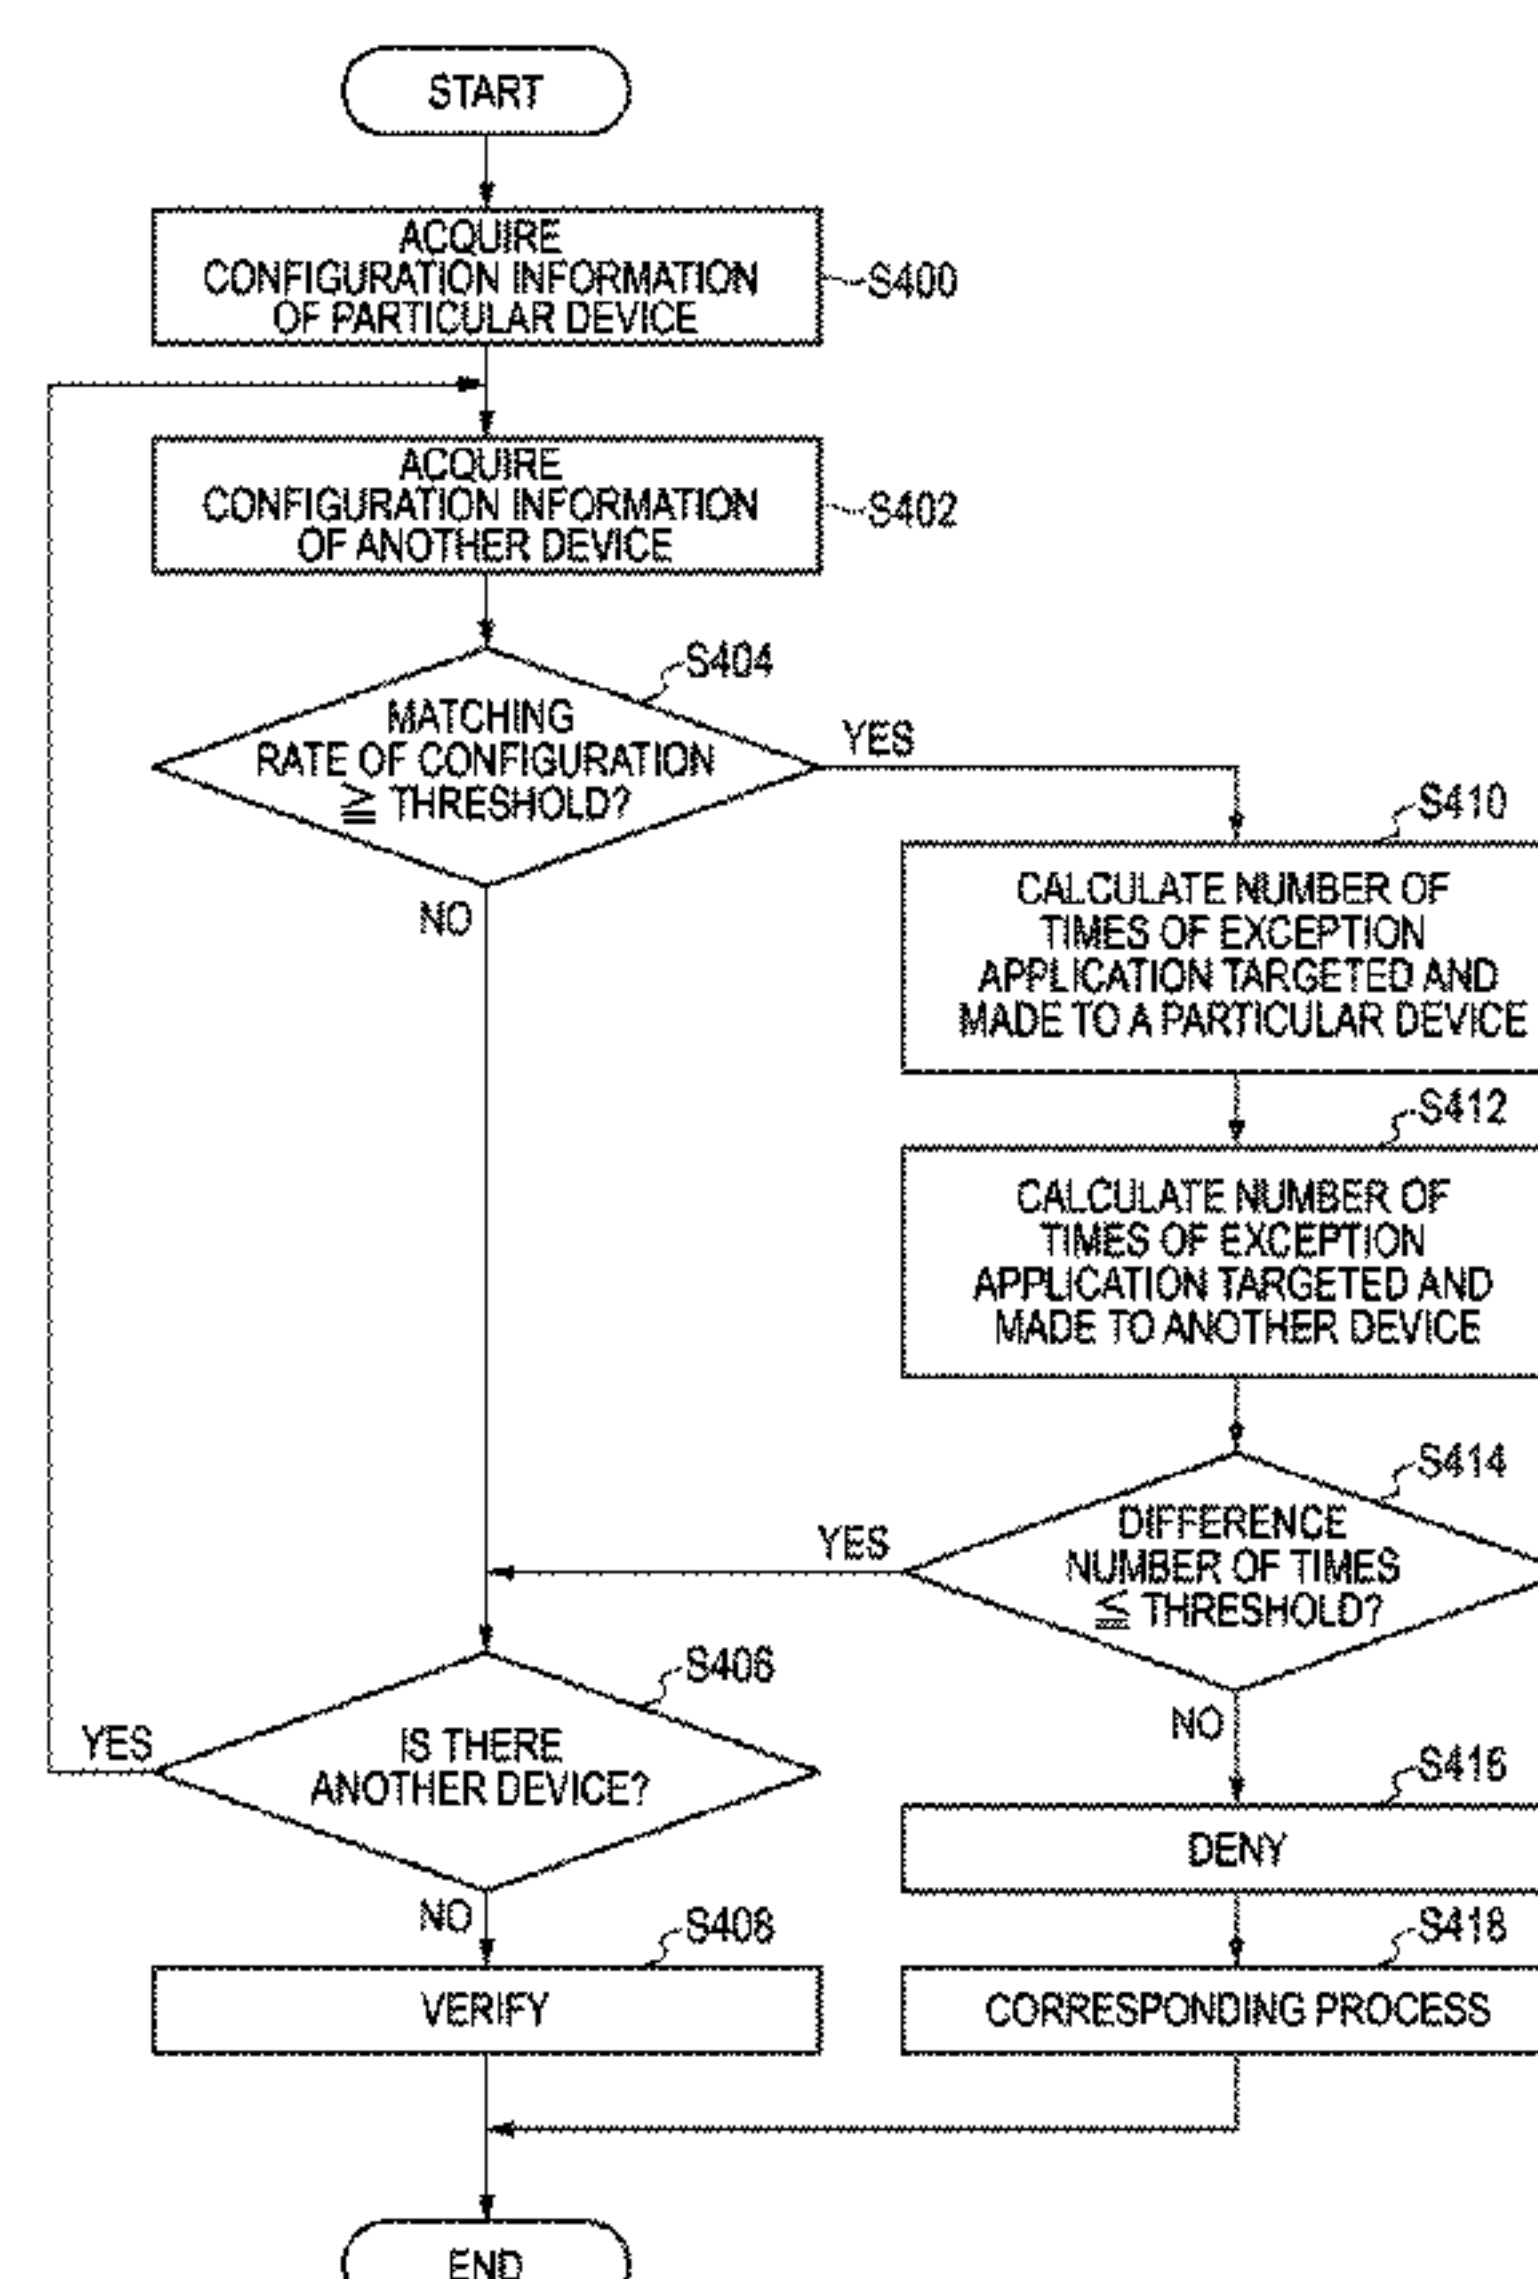 START
ACQUIRE
CONFIGURATION INFORMATION
OF PARTICULAR DEVICE
S400
ACQUIRE
CONFIGURATION INFORMATION
OF ANOTHER DEVICE
S402
S404
MATCHING
RATE OF CONFIGURATION
≧ THRESHOLD?
YES
NO
S410
CALCULATE NUMBER OF
TIMES OF EXCEPTION
APPLICATION TARGETED AND
MADE TO A PARTICULAR DEVICE
S412
CALCULATE NUMBER OF
TIMES OF EXCEPTION
APPLICATION TARGETED AND
MADE TO ANOTHER DEVICE
S414
DIFFERENCE
NUMBER OF TIMES
≦ THRESHOLD?
YES
NO
S406
IS THERE
ANOTHER DEVICE?
YES
NO
S416
DENY
S408
VERIFY
S418
CORRESPONDING PROCESS
END